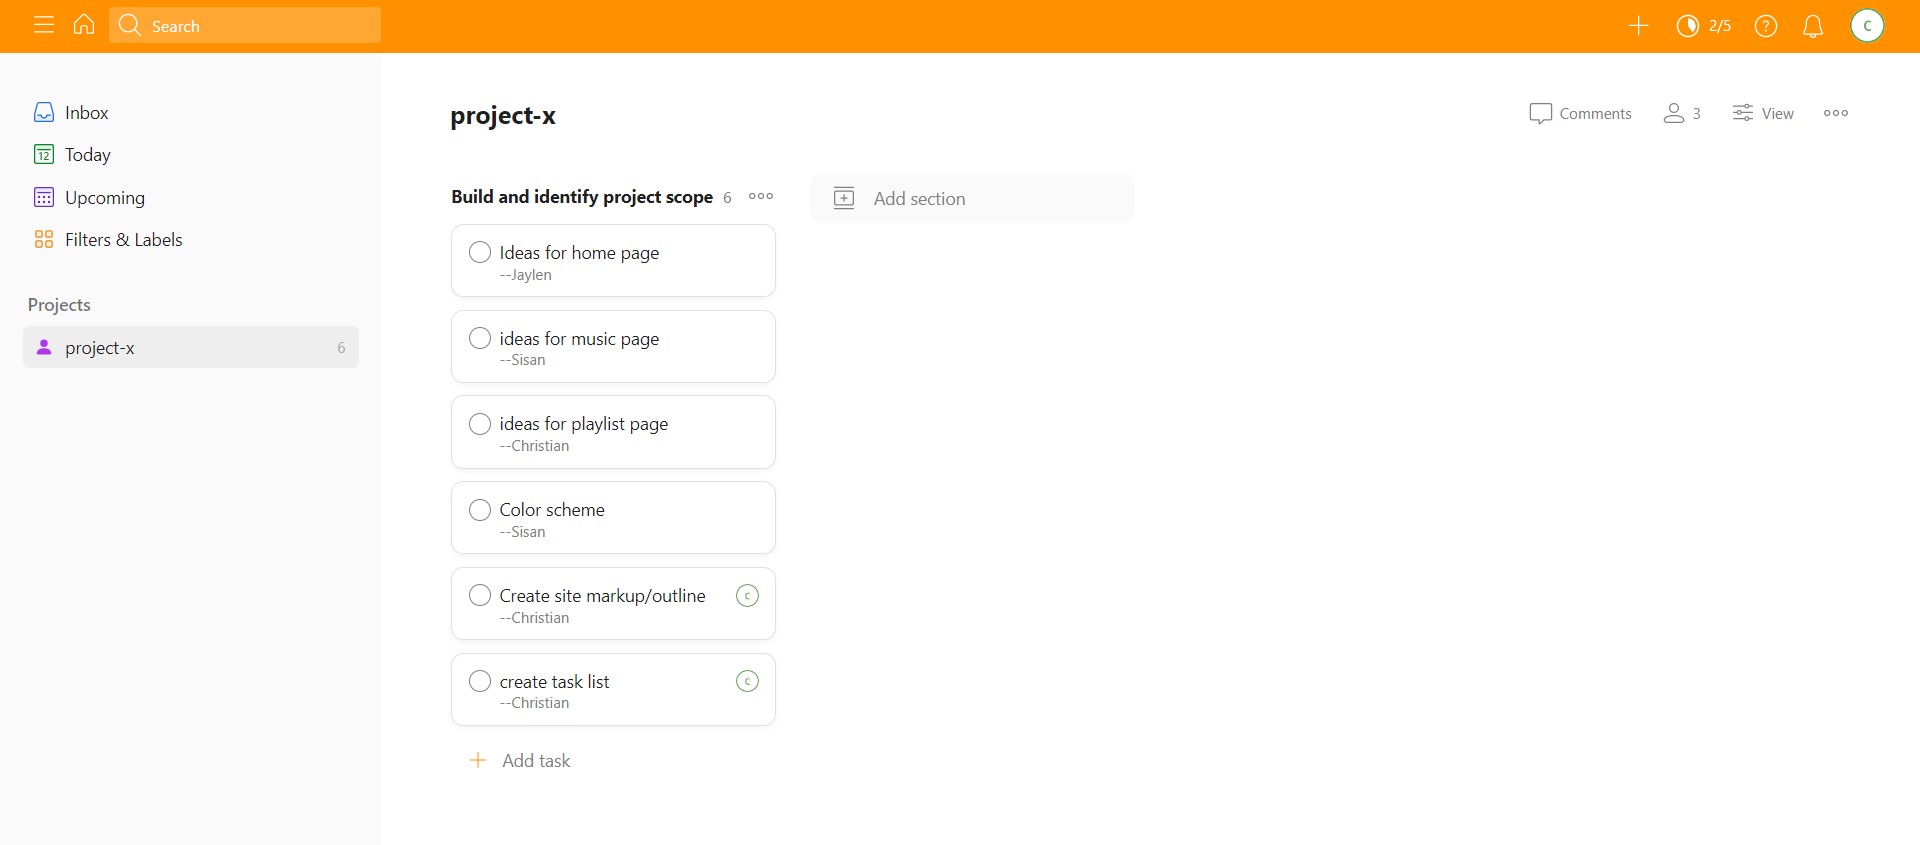 Search
2/5
?
C
Inbox
12
Today
Upcoming
Filters & Labels
Projects
project-x 6
project-x
Comments
3
View
Build and identify project scope 6
Add section
Ideas for home page
--Jaylen
ideas for music page
--Sisan
ideas for playlist page
--Christian
Color scheme
--Sisan
Create site markup/outline
C
--Christian
create task list
C
--Christian
Add task